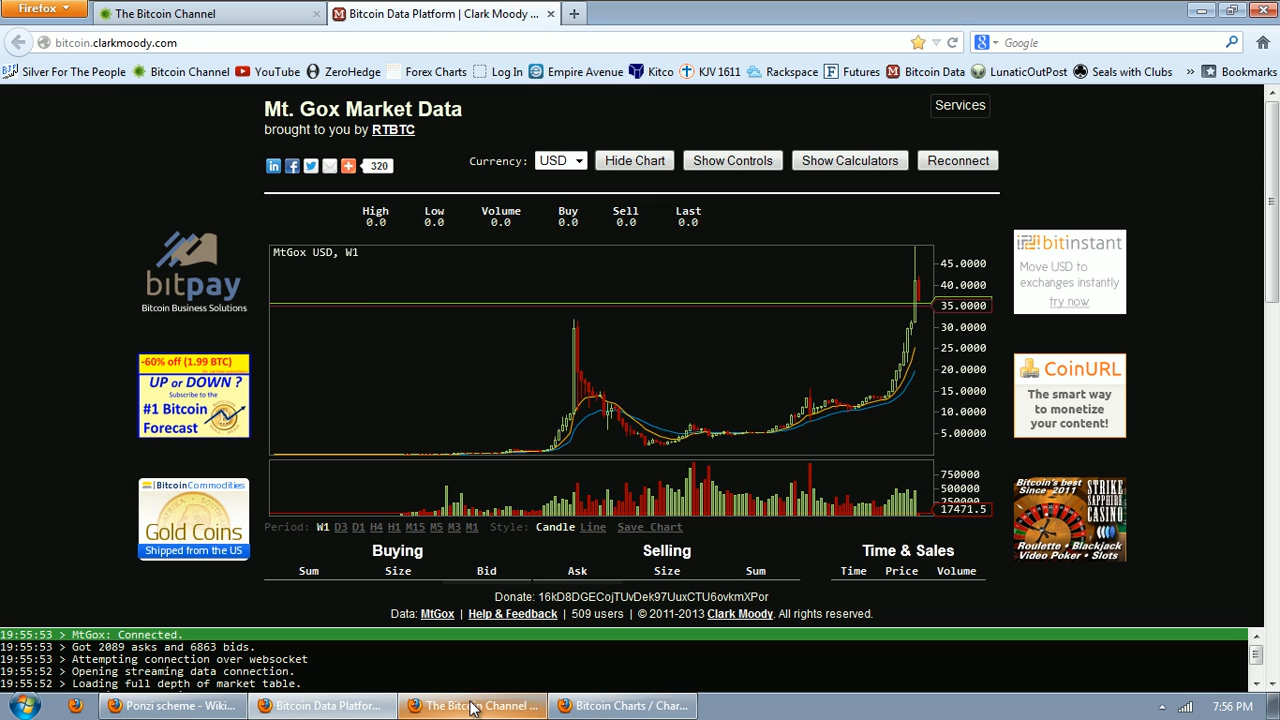 Firefox
The Bitcoin Channel
Bitcoin Data Platform | Clark Moody ...
bitcoin.clarkmoody.com
Google
Silver For The People
Bitcoin Channel
YouTube
ZeroHedge
Forex Charts
Log In
Empire Avenue
Kitco
KJV 1611
Rackspace
Futures
Bitcoin Data
LunaticOutPost
Seals with Clubs
»
Bookmarks
Mt. Gox Market Data
Services
brought to you by RTBTC
320
Currency: USD
Hide Chart
Show Controls
Show Calculators
Reconnect
High Low Volume Buy Sell Last
0.0 0.0 0.0 0.0 0.0 0.0
MtGox USD, W1
45.0000
40.0000
35.0000
30.0000
25.0000
20.0000
15.0000
10.0000
5.00000
750000
500000
250000
17471.5
bitpay
Bitcoin Business Solutions
-60% off (1.99 BTC)
UP or DOWN ?
Subscribe to the
#1 Bitcoin
Forecast
BitcoinCommodities
Gold Coins
Shipped from the US
bitinstant
Move USD to
exchanges instantly
try now
CoinURL
The smart way
to monetize
your content!
Bitcoin's best
Since 2011
STRIKE
SAPPHIRE
CASINO
Roulette • Blackjack
Video Poker • Slots
Period: W1 D3 D1 H4 H1 M15 M5 M3 M1 Style: Candle Line Save Chart
Buying Selling Time & Sales
Sum Size Bid Ask Size Sum Time Price Volume
Donate: 16kD8DGECojTUvDek97UuxCTU6ovkmXPor
Data: MtGox | Help & Feedback | 509 users | © 2011-2013 Clark Moody. All rights reserved.
19:55:53 > MtGox: Connected.
19:55:53 > Got 2089 asks and 6863 bids.
19:55:53 > Attempting connection over websocket
19:55:52 > Opening streaming data connection.
19:55:52 > Loading full depth of market table.
Ponzi scheme - Wiki...
Bitcoin Data Platfor...
The Bitcoin Channel ...
Bitcoin Charts / Char...
7:56 PM